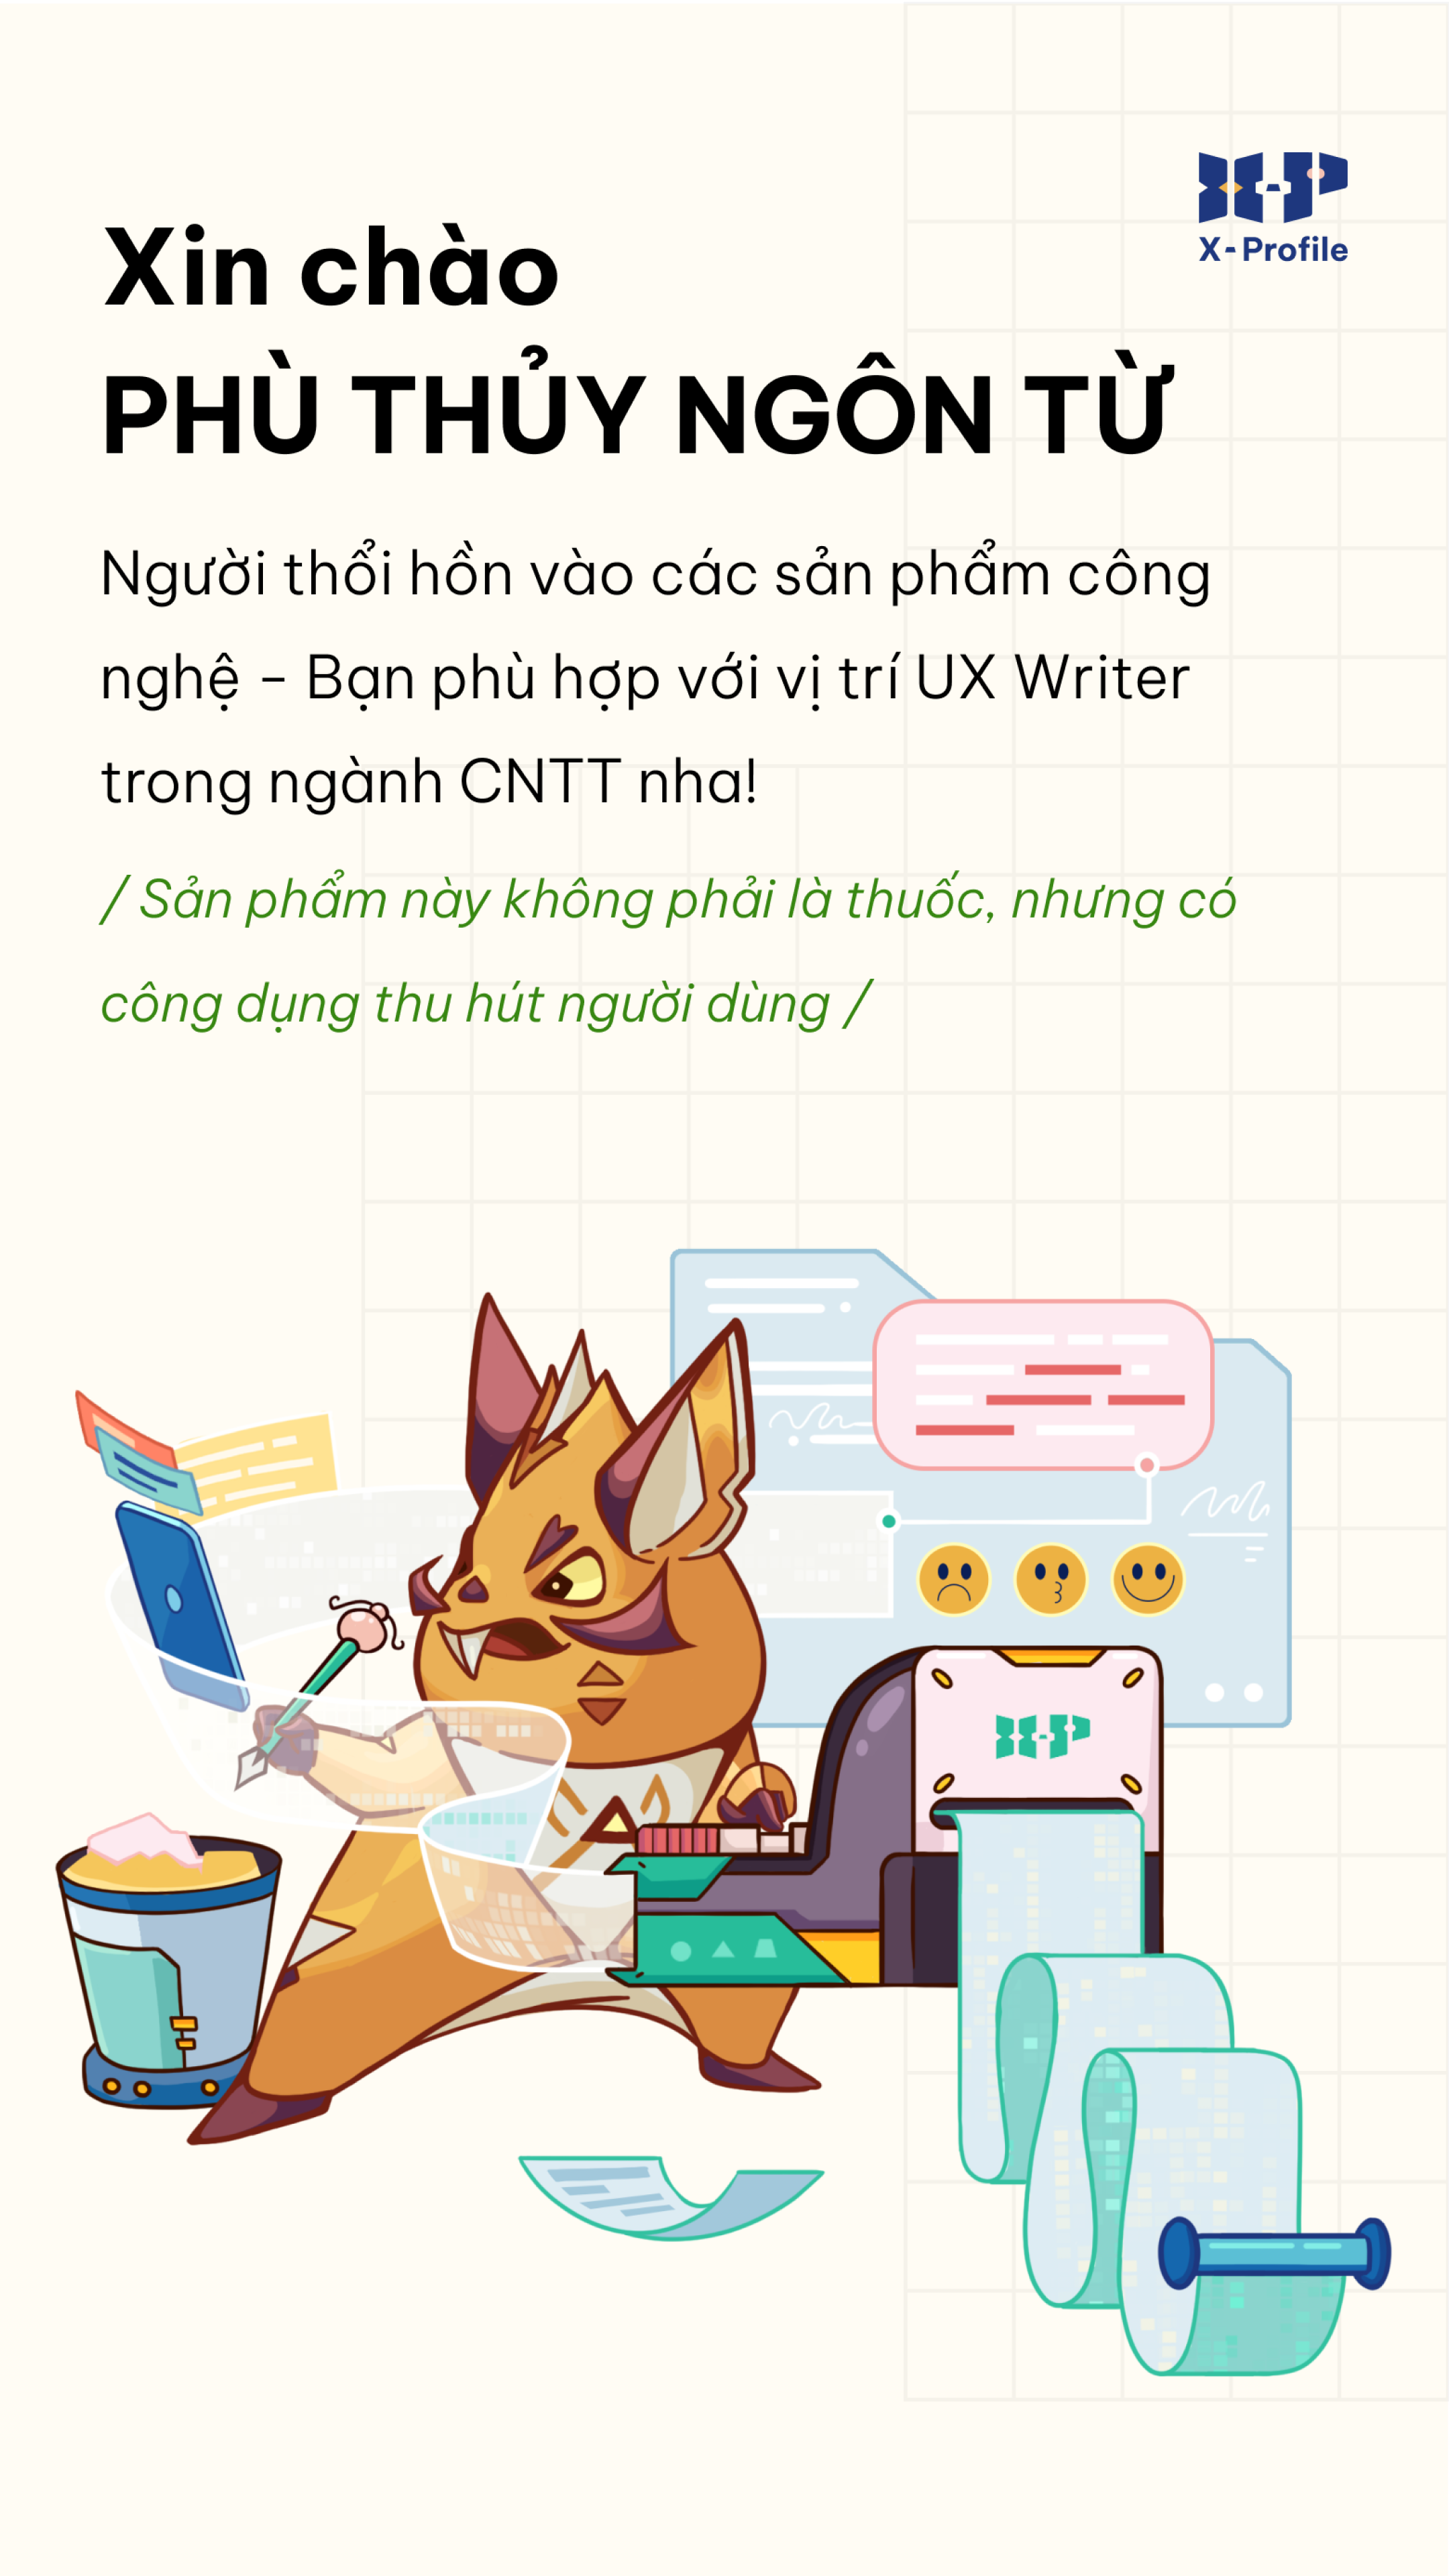 X-P
X-Profile
Xin chào
PHÙ THỦY NGÔN TỪ
Người thổi hồn vào các sản phẩm công
nghệ - Bạn phù hợp với vị trí UX Writer
trong ngành CNTT nha!
/ Sản phẩm này không phải là thuốc, nhưng có
công dụng thu hút người dùng /
X-P